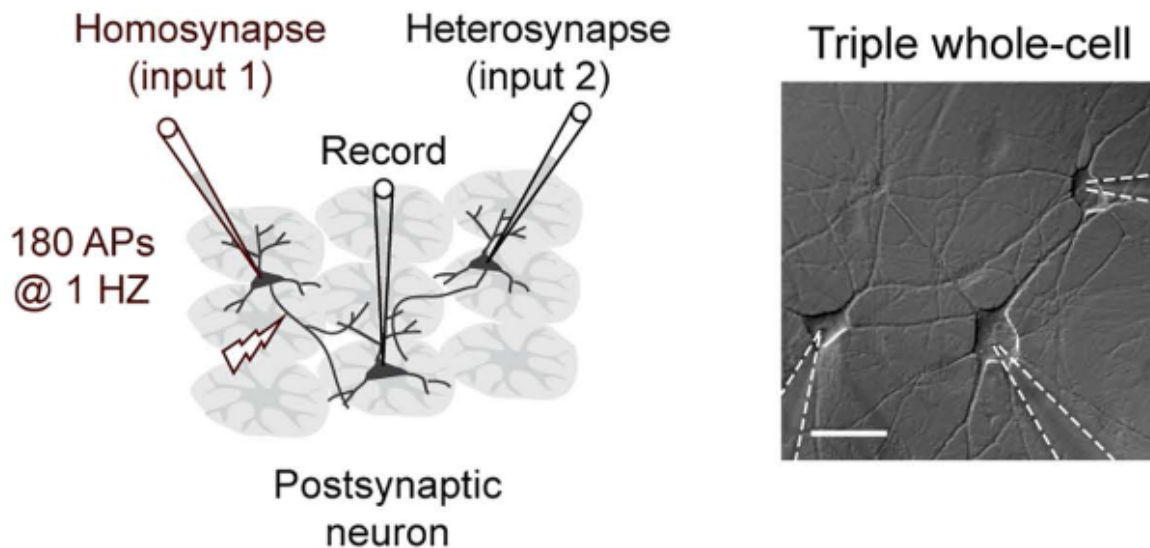 Homosynapse
(input 1)
Heterosynapse
(input 2)
Record
180 APs
@ 1 HZ
Postsynaptic
neuron
Triple whole-cell